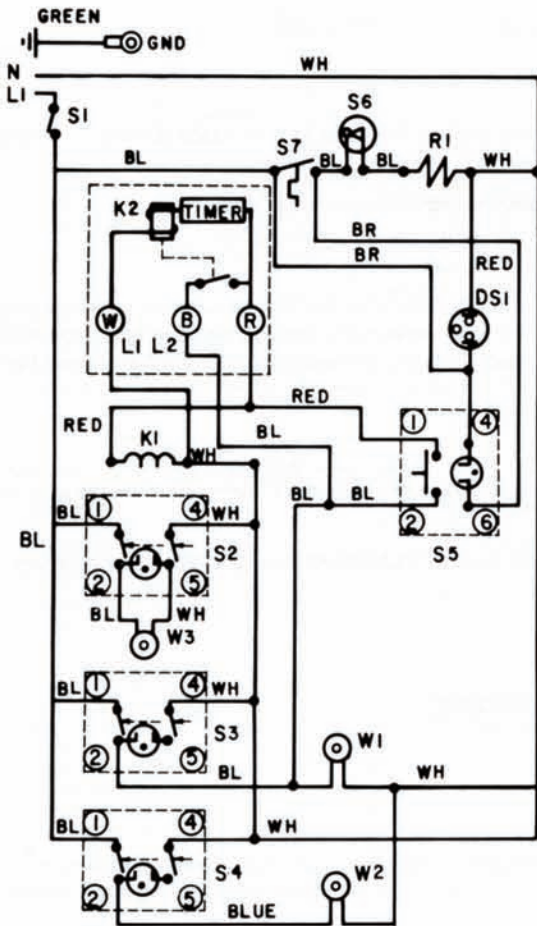 GREEN
GND
N
WH
L1
S1
S6
S7
R1
BL
BL
BL
WH
K2
TIMER
BR
BR
RED
DS1
W
B
R
L1 L2
RED
1
4
RED
BL
K1
WH
BL
BL
2
6
S5
BL
1
4
WH
BL
S2
2
5
BL
WH
W3
BL
1
4
WH
S3
2
5
W1
BL
WH
BL
1
4
WH
S4
2
5
W2
BLUE